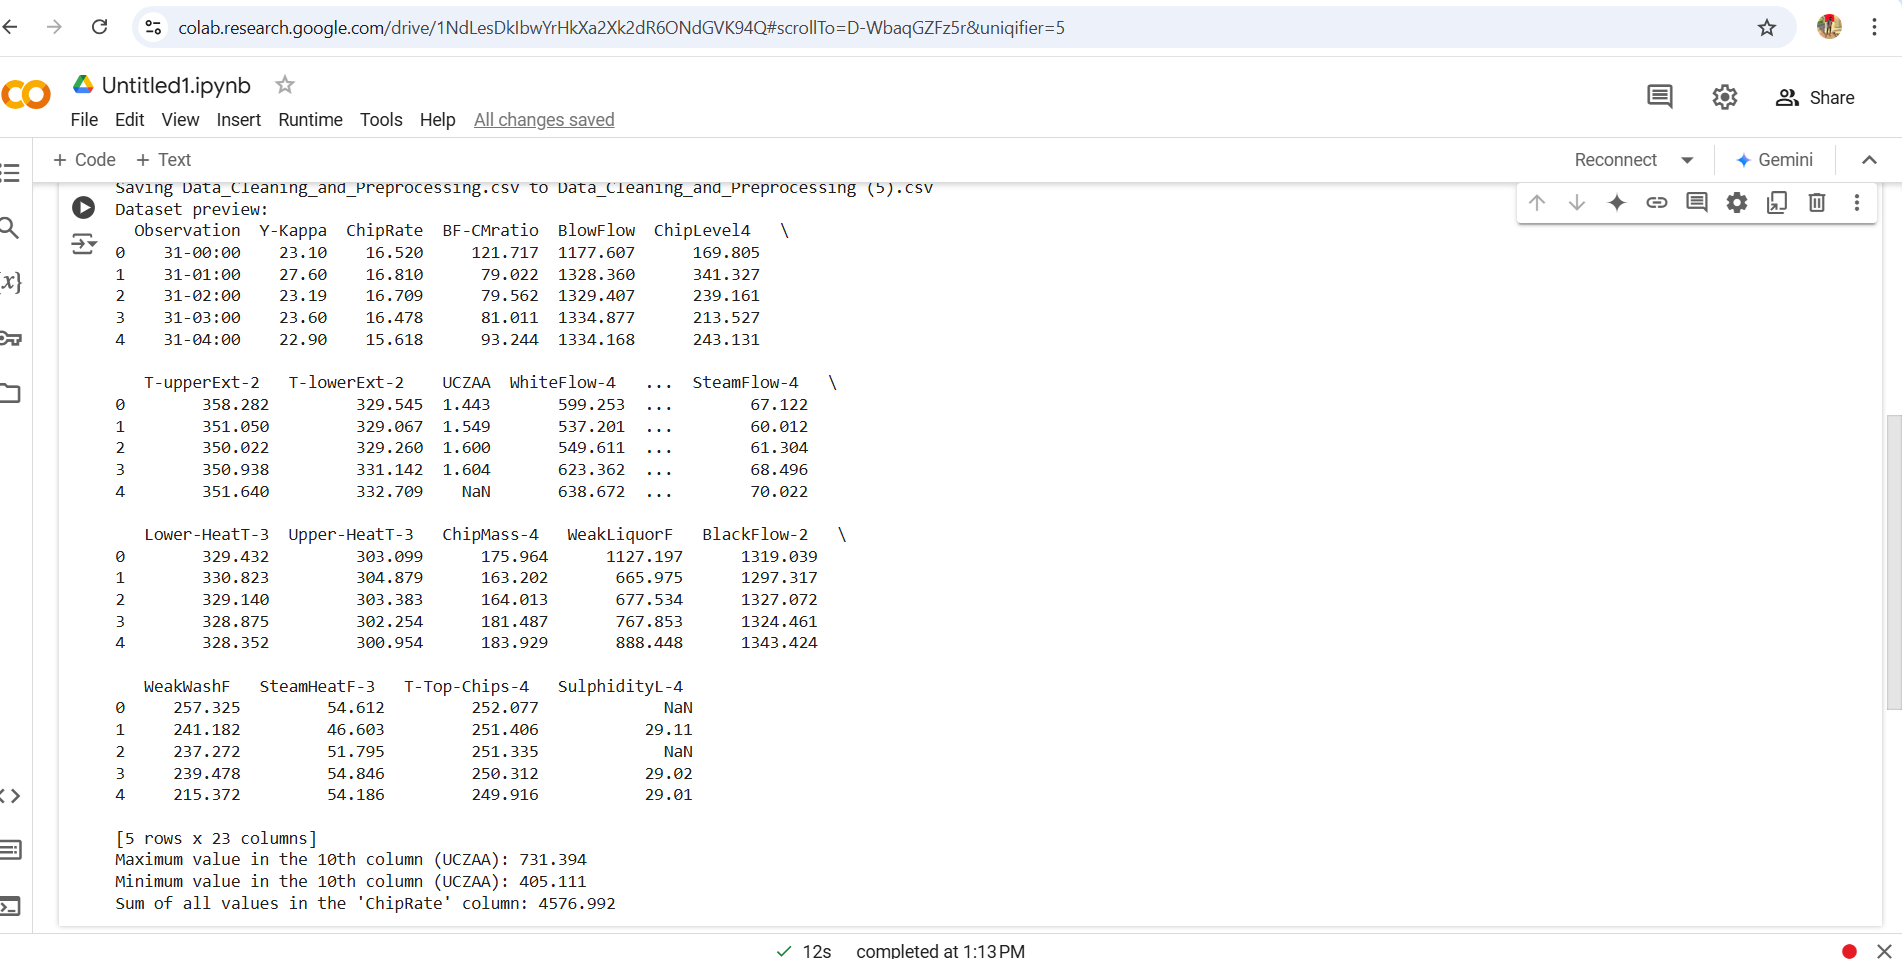 colab.research.google.com/drive/1NdLesDkIbwYrHkXa2Xk2dR6ONdGVK94Q#scrollTo=D-WbaqGZFz5r&uniqifier=5
Untitled1.ipynb
File Edit View Insert Runtime Tools Help All changes saved
Share
+ Code + Text
Reconnect
Gemini
Saving Data_Cleaning_and_Preprocessing.csv to Data_Cleaning_and_Preprocessing (5).csv
Dataset preview:
Observation Y-Kappa ChipRate BF-CMratio BlowFlow ChipLevel4 \
0 31-00:00 23.10 16.520 121.717 1177.607 169.805
1 31-01:00 27.60 16.810 79.022 1328.360 341.327
2 31-02:00 23.19 16.709 79.562 1329.407 239.161
3 31-03:00 23.60 16.478 81.011 1334.877 213.527
4 31-04:00 22.90 15.618 93.244 1334.168 243.131
T-upperExt-2 T-lowerExt-2 UCZAA WhiteFlow-4 ... SteamFlow-4 \
0 358.282 329.545 1.443 599.253 ... 67.122
1 351.050 329.067 1.549 537.201 ... 60.012
2 350.022 329.260 1.600 549.611 ... 61.304
3 350.938 331.142 1.604 623.362 ... 68.496
4 351.640 332.709 NaN 638.672 ... 70.022
Lower-HeatT-3 Upper-HeatT-3 ChipMass-4 WeakLiquorF BlackFlow-2 \
0 329.432 303.099 175.964 1127.197 1319.039
1 330.823 304.879 163.202 665.975 1297.317
2 329.140 303.383 164.013 677.534 1327.072
3 328.875 302.254 181.487 767.853 1324.461
4 328.352 300.954 183.929 888.448 1343.424
WeakWashF SteamHeatF-3 T-Top-Chips-4 SulphidityL-4
0 257.325 54.612 252.077 NaN
1 241.182 46.603 251.406 29.11
2 237.272 51.795 251.335 NaN
3 239.478 54.846 250.312 29.02
4 215.372 54.186 249.916 29.01
[5 rows x 23 columns]
Maximum value in the 10th column (UCZAA): 731.394
Minimum value in the 10th column (UCZAA): 405.111
Sum of all values in the 'ChipRate' column: 4576.992
12s completed at 1:13 PM